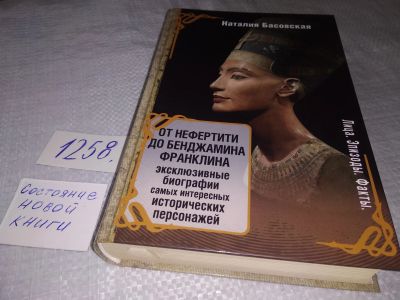 Наталия Басовская
Лица. Эпизоды. Факты.
ОТ НЕФЕРТИТИ
ДО БЕНДЖАМИНА
ФРАНКЛИНА
эксклюзивные
биографии
самых интересных
исторических
персонажей
1258.
Состояние
новой
книги